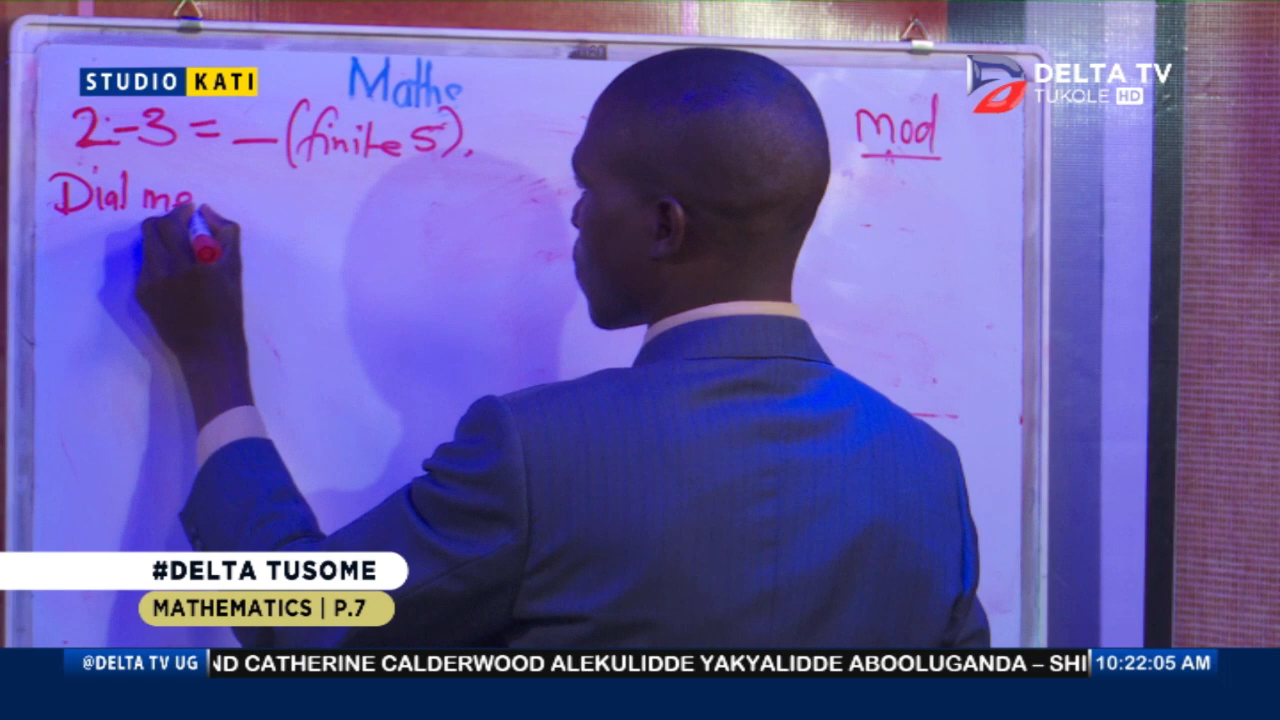 STUDIO KATI
Maths
DELTA TV
TUKOLE HD
2-3 = _ (finite 5).
mod
Dial me
#DELTA TUSOME
MATHEMATICS | P.7
@DELTA TV UG
ND CATHERINE CALDERWOOD ALEKULIDDE YAKYALIDDE ABOOLUGANDA – SHI
10:22:05 AM